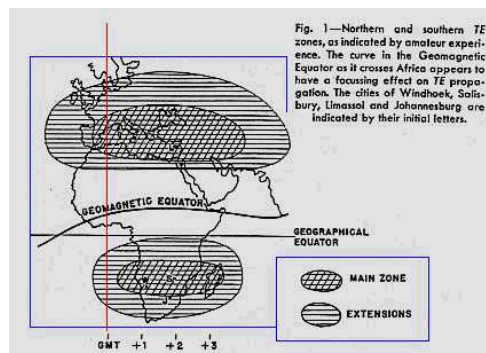 Fig. 1—Northern and southern TE
zones, as indicated by amateur experi-
ence. The curve in the Geomagnetic
Equator as it crosses Africa appears to
have a focussing effect on TE propa-
gation. The cities of Windhoek, Salis-
bury, Limassol and Johannesburg are
indicated by their initial letters.
GEOMAGNETIC EQUATOR
GEOGRAPHICAL
EQUATOR
MAIN ZONE
EXTENSIONS
GMT +1 +2 +3